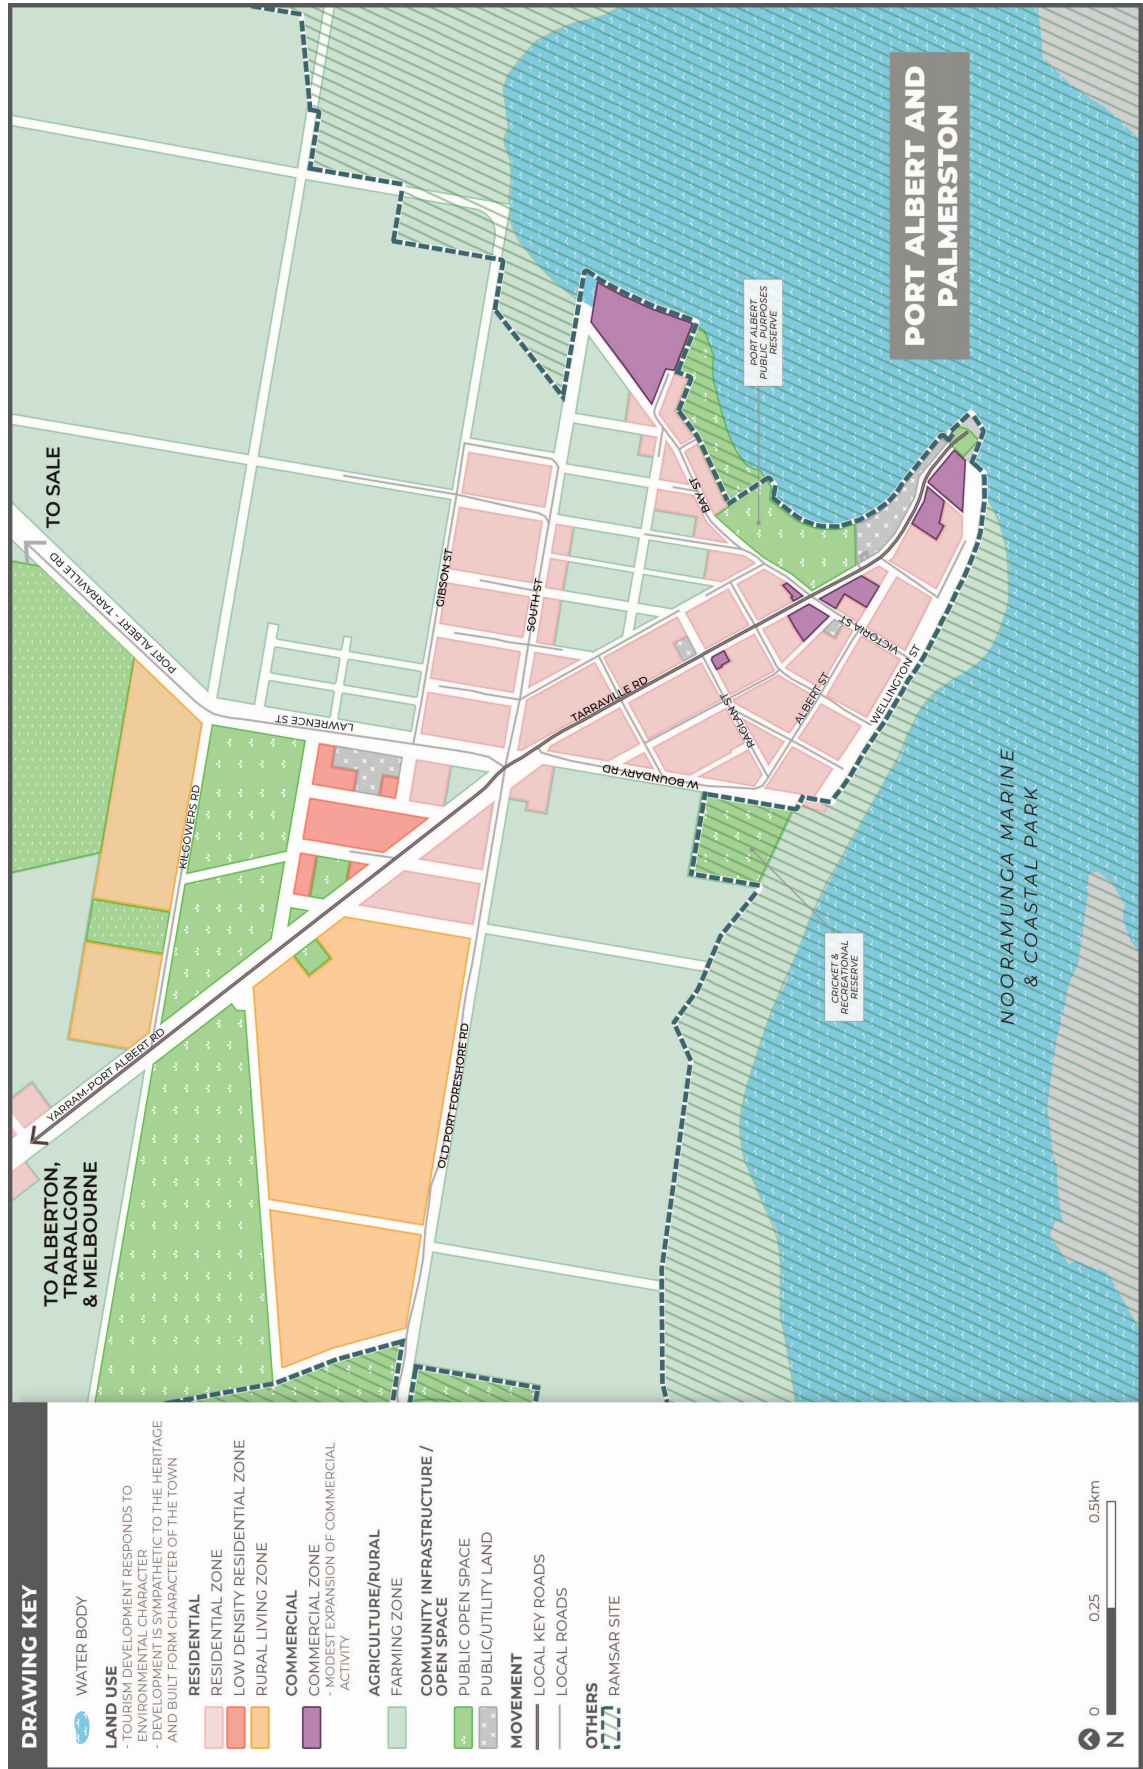 DRAWING KEY
WATER BODY
LAND USE
- TOURISM DEVELOPMENT RESPONDS TO
ENVIRONMENTAL CHARACTER
- DEVELOPMENT IS SYMPATHETIC TO THE HERITAGE
AND BUILT FORM CHARACTER OF THE TOWN
RESIDENTIAL
RESIDENTIAL ZONE
LOW DENSITY RESIDENTIAL ZONE
RURAL LIVING ZONE
COMMERCIAL
COMMERCIAL ZONE
- MODEST EXPANSION OF COMMERCIAL
ACTIVITY
AGRICULTURE/RURAL
FARMING ZONE
COMMUNITY INFRASTRUCTURE /
OPEN SPACE
PUBLIC OPEN SPACE
PUBLIC/UTILITY LAND
MOVEMENT
LOCAL KEY ROADS
LOCAL ROADS
OTHERS
RAMSAR SITE
N
0
0.25
0.5km
TO ALBERTON,
TRARALGON
& MELBOURNE
YARRAM-PORT ALBERT RD
KILGOWERS RD
OLD PORT FORESHORE RD
TO SALE
PORT ALBERT - TARRAVILLE RD
LAWRENCE ST
GIBSON ST
SOUTH ST
TARRAVILLE RD
W BOUNDARY RD
RAGLAN ST
ALBERT ST
WELLINGTON ST
VICTORIA ST
BAY ST
CRICKET &
RECREATIONAL
RESERVE
PORT ALBERT
PUBLIC PURPOSES
RESERVE
NOORAMUNGA MARINE
& COASTAL PARK
PORT ALBERT AND
PALMERSTON